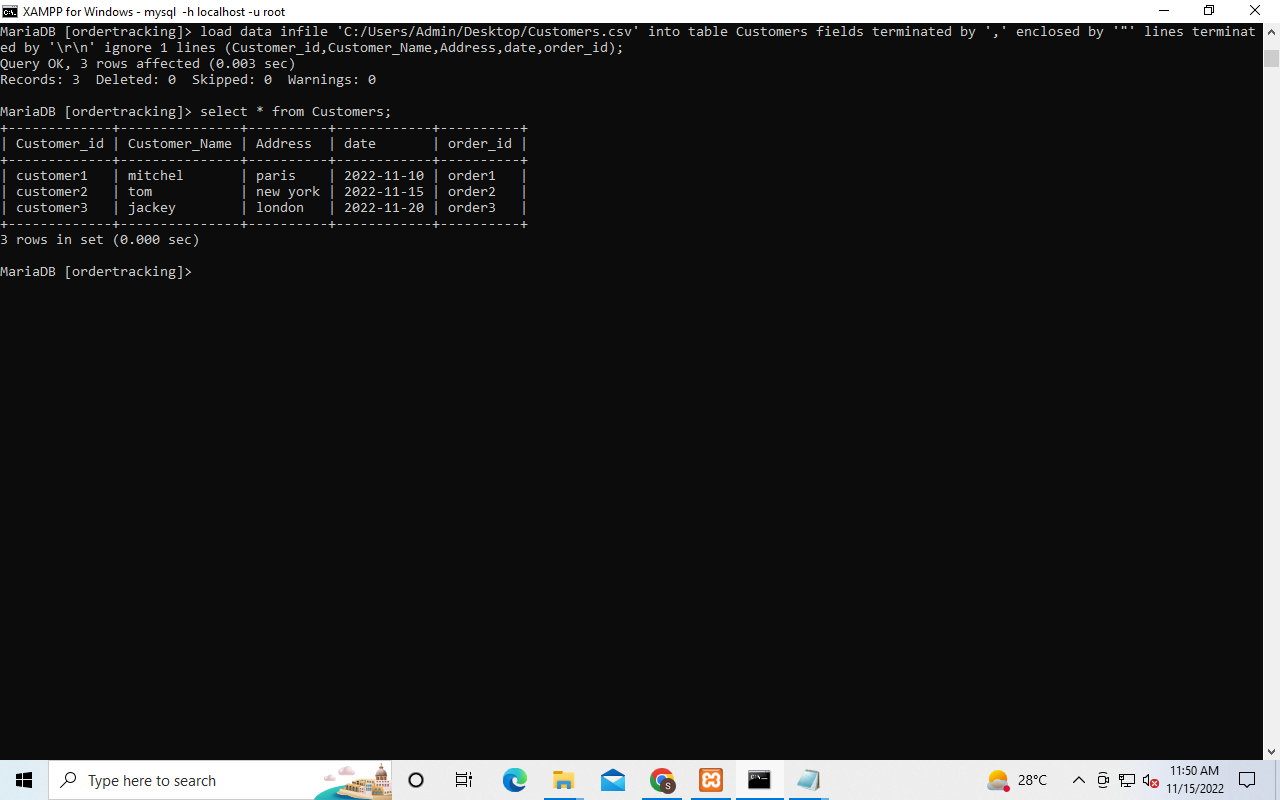 XAMPP for Windows - mysql  -h localhost -u root
MariaDB [ordertracking]> load data infile 'C:/Users/Admin/Desktop/Customers.csv' into table Customers fields terminated by ',' enclosed by '"' lines terminat
ed by '\r\n' ignore 1 lines (Customer_id,Customer_Name,Address,date,order_id);
Query OK, 3 rows affected (0.003 sec)
Records: 3  Deleted: 0  Skipped: 0  Warnings: 0
MariaDB [ordertracking]> select * from Customers;
+-------------+---------------+----------+------------+----------+
| Customer_id | Customer_Name | Address  | date       | order_id |
+-------------+---------------+----------+------------+----------+
| customer1   | mitchel       | paris    | 2022-11-10 | order1   |
| customer2   | tom           | new york | 2022-11-15 | order2   |
| customer3   | jackey        | london   | 2022-11-20 | order3   |
+-------------+---------------+----------+------------+----------+
3 rows in set (0.000 sec)
MariaDB [ordertracking]>
Type here to search
S
28°C
11:50 AM
11/15/2022